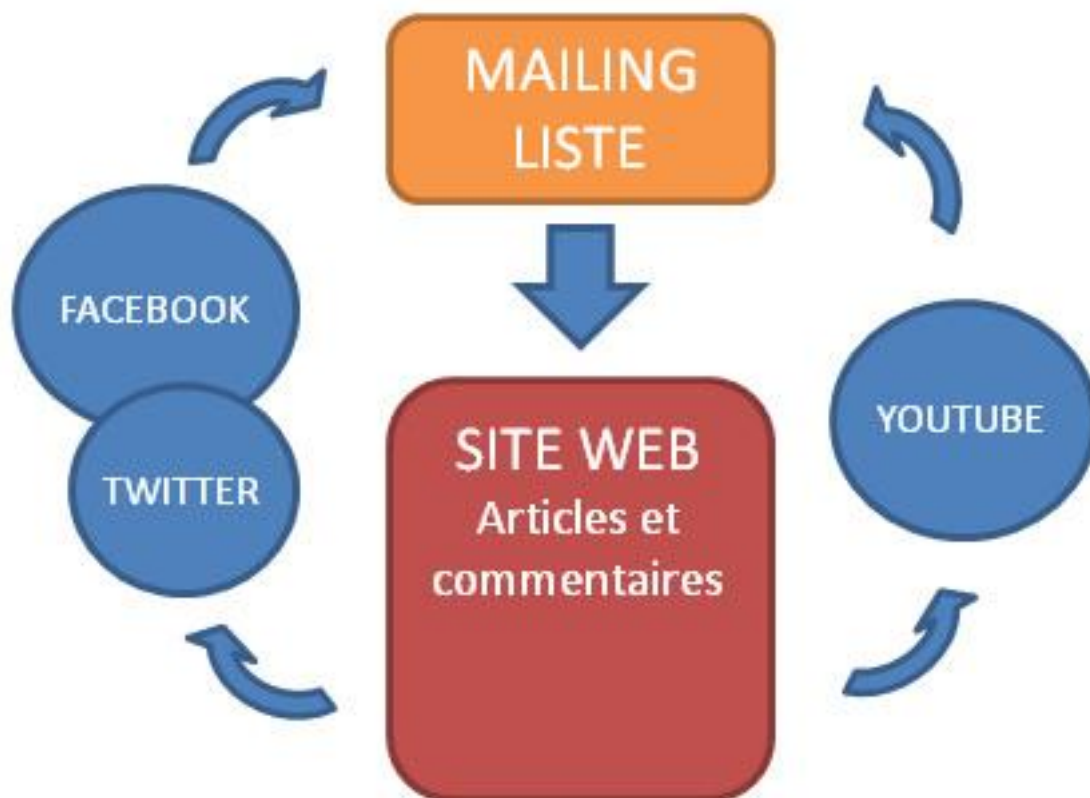 MAILING
LISTE
FACEBOOK
TWITTER
SITE WEB
Articles et
commentaires
YOUTUBE